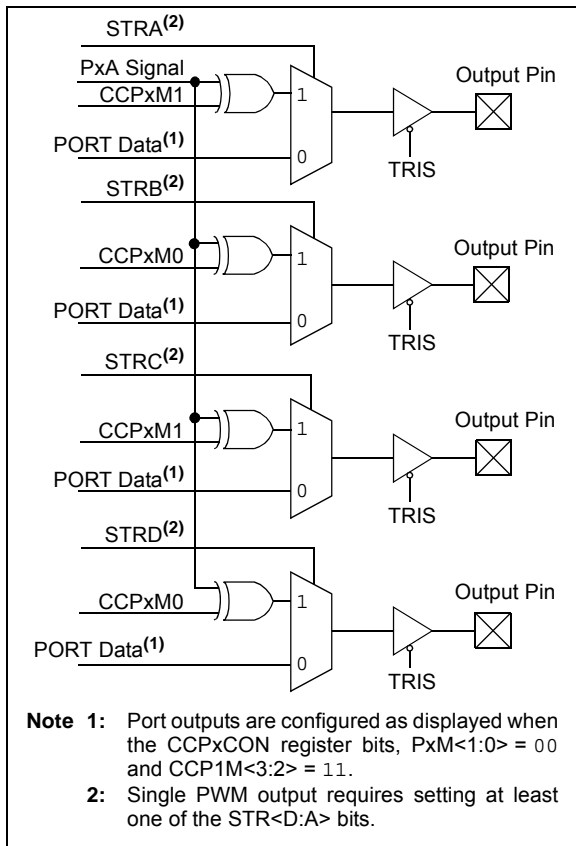 STRA(2)
PxA Signal
Output Pin
CCPxM1
1
PORT Data(1)
0
TRIS
STRB(2)
Output Pin
CCPxM0
1
PORT Data(1)
0
TRIS
STRC(2)
Output Pin
CCPxM1
1
PORT Data(1)
0
TRIS
STRD(2)
Output Pin
CCPxM0
1
PORT Data(1)
0
TRIS
Note 1: Port outputs are configured as displayed when
the CCPxCON register bits, PxM<1:0> = 00
and CCP1M<3:2> = 11.
2: Single PWM output requires setting at least
one of the STR<D:A> bits.